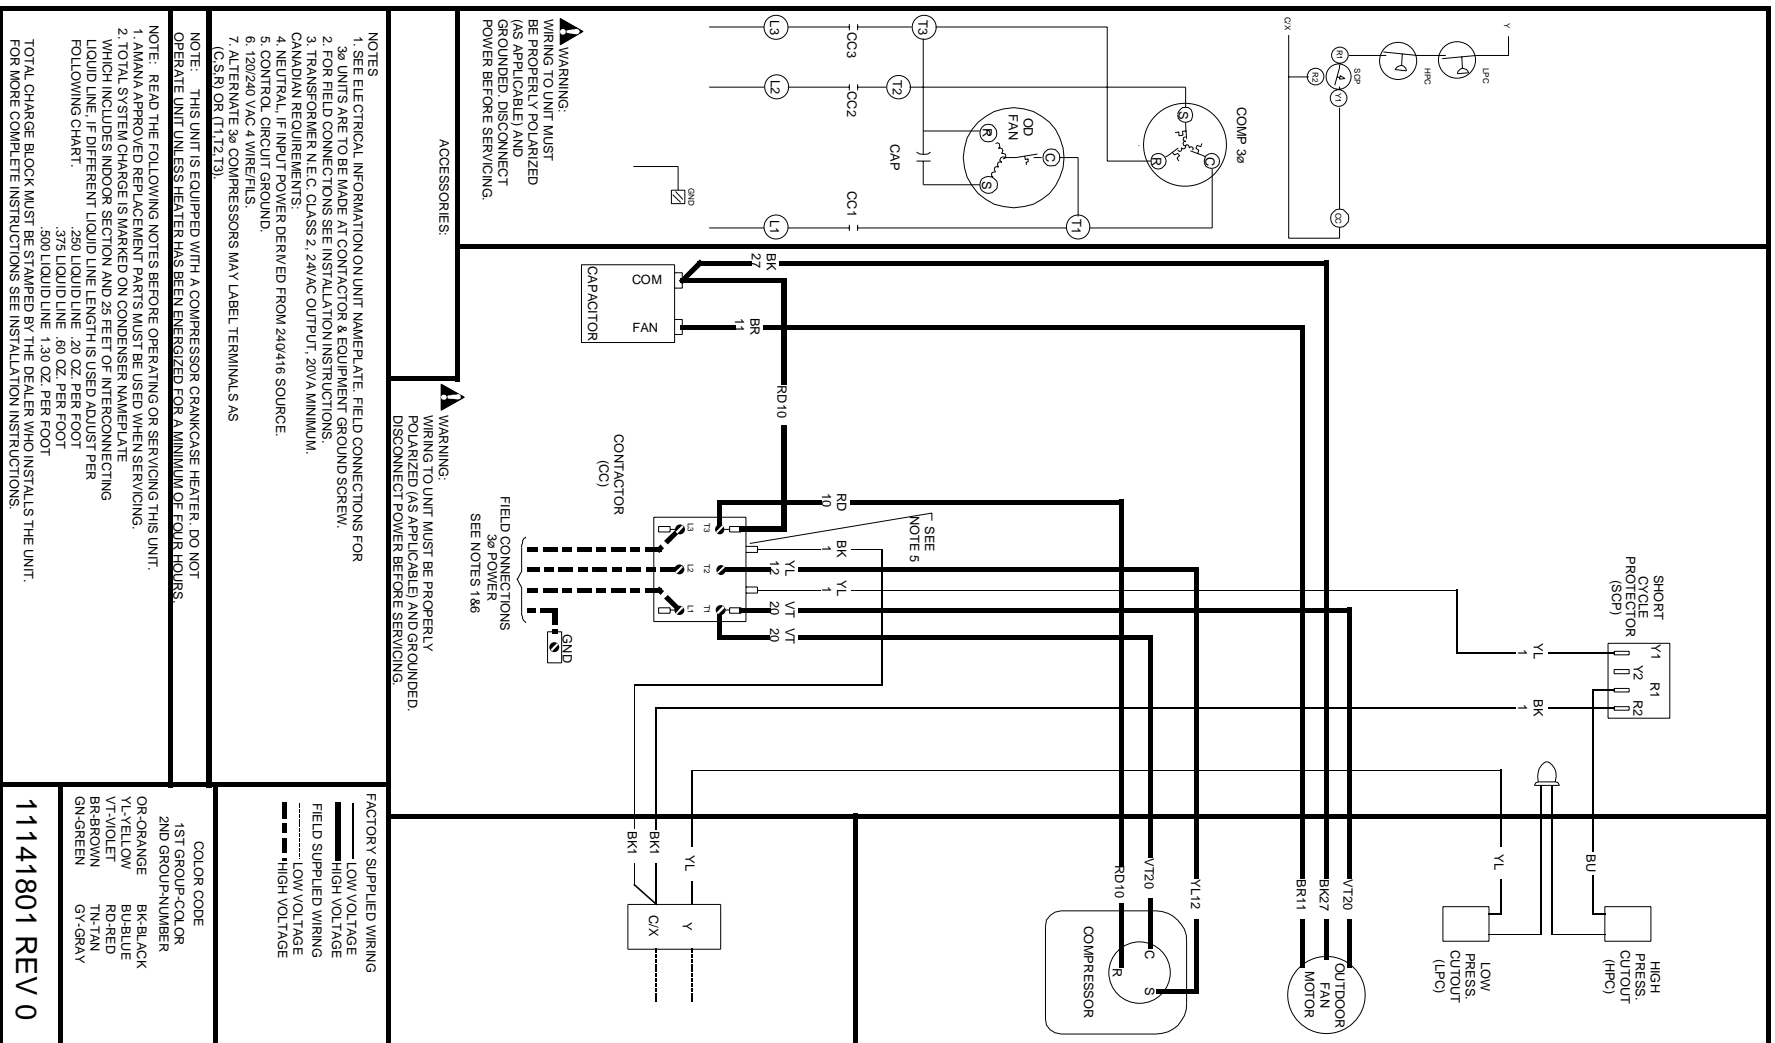 C/X
Y
R1
R2
SCP
4
Y1
HPC
LPC
CC
COMP 3ø
S
C
R
OD
FAN
R
C
S
CAP
T3
T2
T1
CC3
CC2
CC1
L3
L2
L1
GND
WARNING:
WIRING TO UNIT MUST
BE PROPERLY POLARIZED
(AS APPLICABLE) AND
GROUNDED. DISCONNECT
POWER BEFORE SERVICING.
ACCESSORIES:
SHORT
CYCLE
PROTECTOR
(SCP)
Y1
Y2
R1
R2
YL
1
BK
1
BU
YL
HIGH
PRESS.
CUTOUT
(HPC)
LOW
PRESS.
CUTOUT
(LPC)
OUTDOOR
FAN
MOTOR
VT20
BK27
BR11
YL12
VT20
RD10
C
S
R
COMPRESSOR
BK
27
BR
11
COM
FAN
CAPACITOR
RD10
RD
10
SEE
NOTE 5
BK
1
YL
12
YL
1
VT
20
VT
20
CONTACTOR
(CC)
L3
T3
L2
T2
L1
T1
FIELD CONNECTIONS
3ø POWER
SEE NOTES 1&6
GND
WARNING:
WIRING TO UNIT MUST BE PROPERLY
POLARIZED (AS APPLICABLE) AND GROUNDED.
DISCONNECT POWER BEFORE SERVICING.
YL
BK1
BK1
Y
C/X
NOTES
1. SEE ELECTRICAL INFORMATION ON UNIT NAMEPLATE. FIELD CONNECTIONS FOR
3ø UNITS ARE TO BE MADE AT CONTACTOR & EQUIPMENT GROUND SCREW.
2. FOR FIELD CONNECTIONS SEE INSTALLATION INSTRUCTIONS.
3. TRANSFORMER N.E.C. CLASS 2, 24VAC OUTPUT, 20VA MINIMUM.
CANADIAN REQUIREMENTS:
4. NEUTRAL, IF INPUT POWER DERIVED FROM 240/416 SOURCE.
5. CONTROL CIRCUIT GROUND.
6. 120/240 VAC 4 WIRE/FILS.
7. ALTERNATE 3ø COMPRESSORS MAY LABEL TERMINALS AS
(C,S,R) OR (T1,T2,T3).
NOTE: THIS UNIT IS EQUIPPED WITH A COMPRESSOR CRANKCASE HEATER. DO NOT
OPERATE UNIT UNLESS HEATER HAS BEEN ENERGIZED FOR A MINIMUM OF FOUR HOURS.
NOTE: READ THE FOLLOWING NOTES BEFORE OPERATING OR SERVICING THIS UNIT.
1. AMANA APPROVED REPLACEMENT PARTS MUST BE USED WHEN SERVICING.
2. TOTAL SYSTEM CHARGE IS MARKED ON CONDENSER NAMEPLATE
WHICH INCLUDES INDOOR SECTION AND 25 FEET OF INTERCONNECTING
LIQUID LINE, IF DIFFERENT LIQUID LINE LENGTH IS USED ADJUST PER
FOLLOWING CHART.
.250 LIQUID LINE .20 OZ. PER FOOT
.375 LIQUID LINE .60 OZ. PER FOOT
.500 LIQUID LINE 1.30 OZ. PER FOOT
TOTAL CHARGE BLOCK MUST BE STAMPED BY THE DEALER WHO INSTALLS THE UNIT.
FOR MORE COMPLETE INSTRUCTIONS SEE INSTALLATION INSTRUCTIONS.
FACTORY SUPPLIED WIRING
LOW VOLTAGE
HIGH VOLTAGE
FIELD SUPPLIED WIRING
LOW VOLTAGE
HIGH VOLTAGE
COLOR CODE
1ST GROUP-COLOR
2ND GROUP-NUMBER
OR-ORANGE BK-BLACK
YL-YELLOW BU-BLUE
VT-VIOLET RD-RED
BR-BROWN TN-TAN
GN-GREEN GY-GRAY
11141801 REV 0